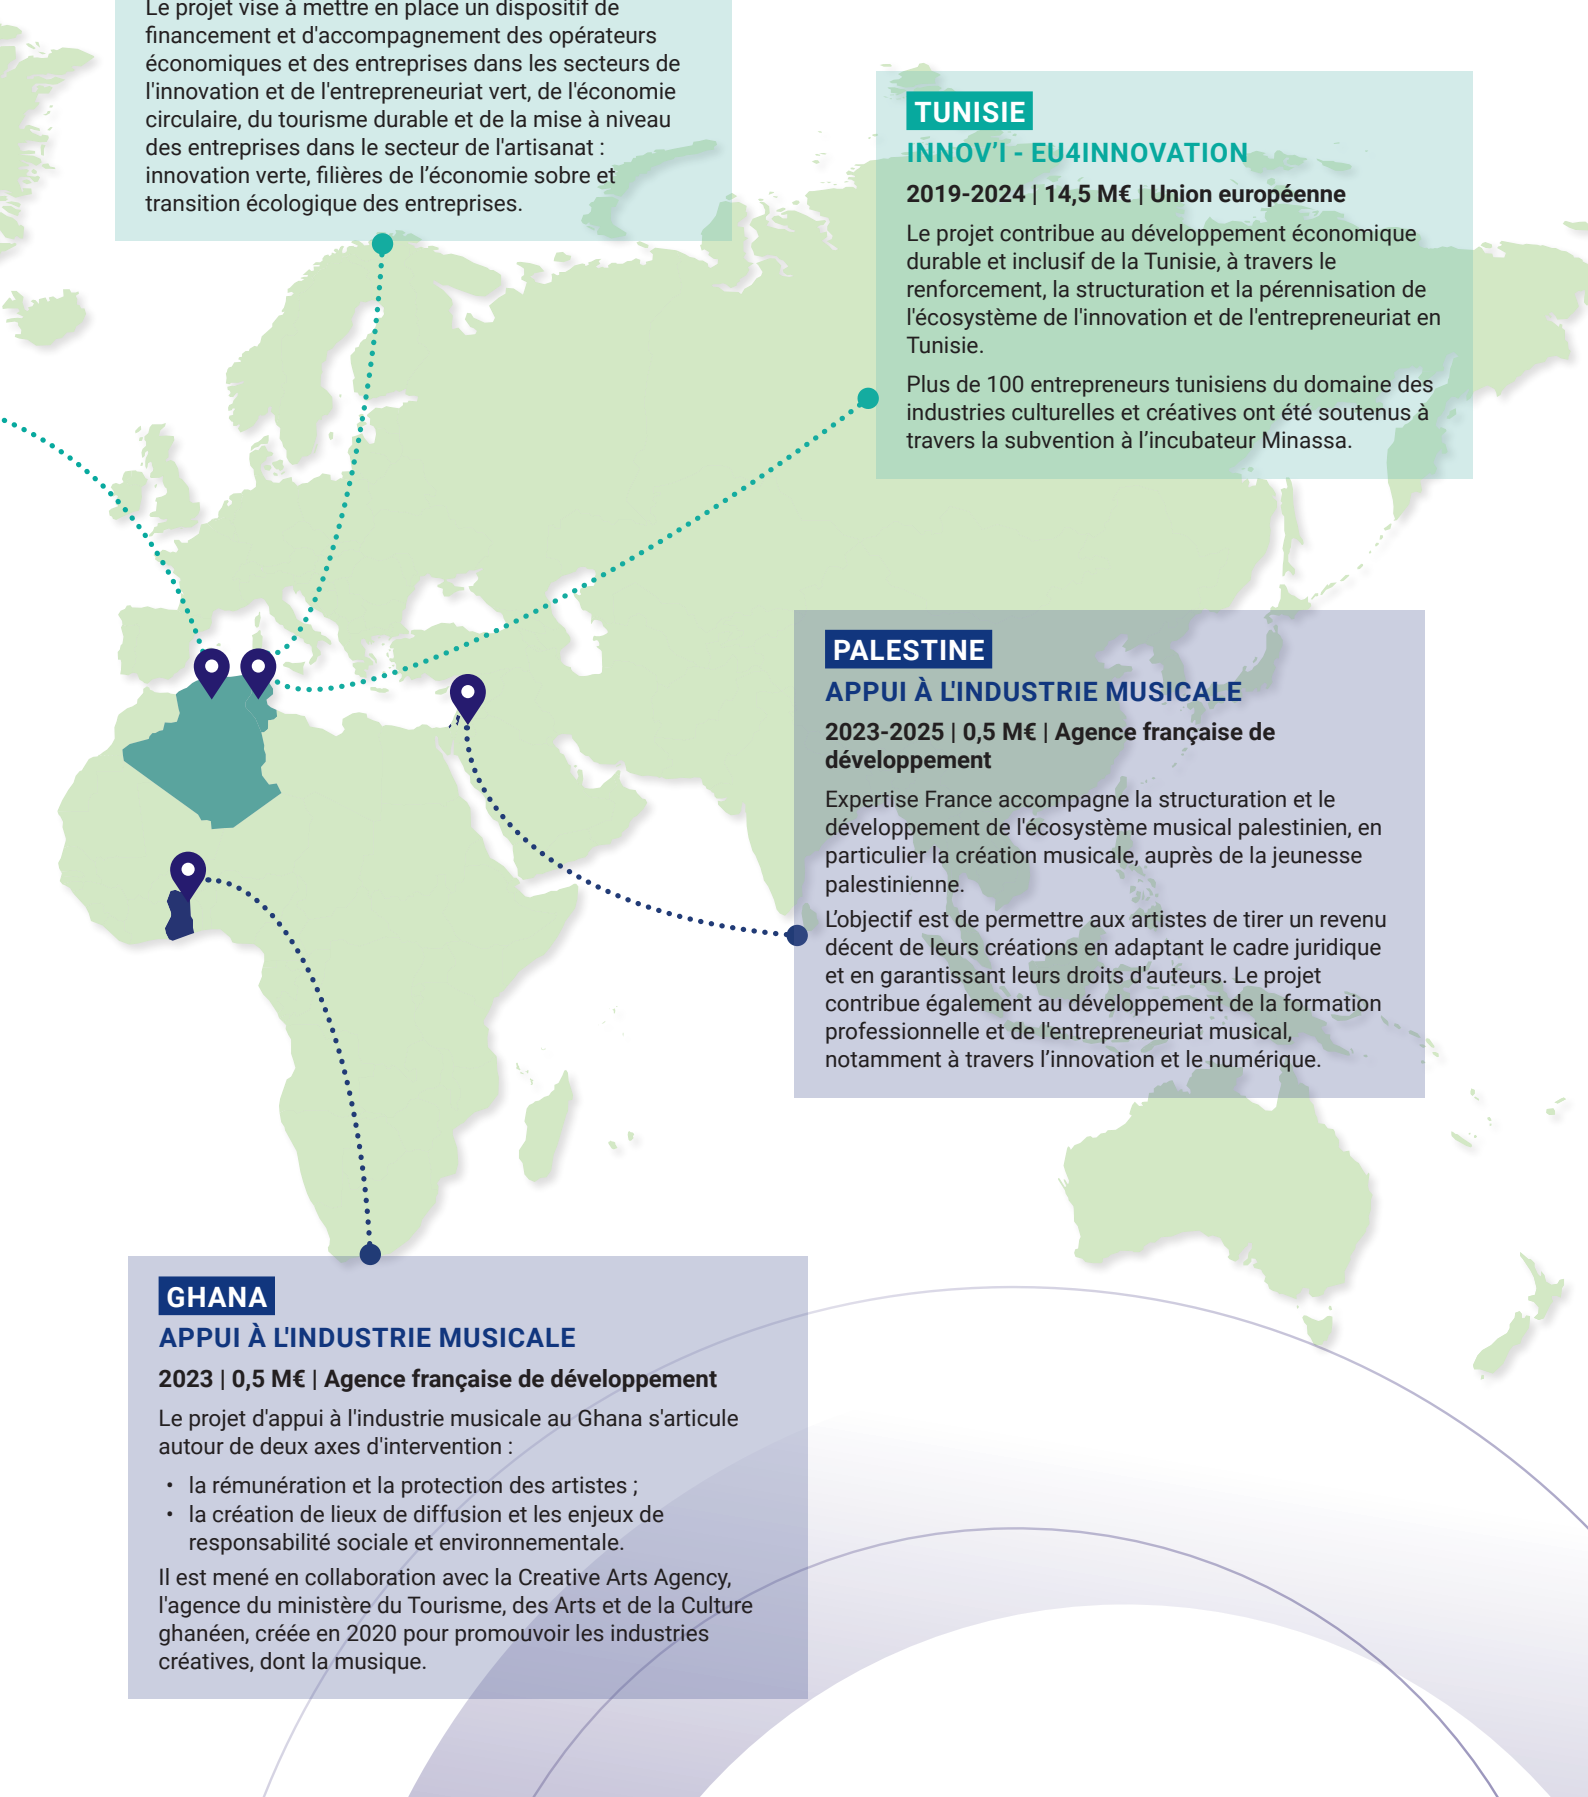 Le projet vise à mettre en place un dispositif de
financement et d'accompagnement des opérateurs
économiques et des entreprises dans les secteurs de
l'innovation et de l'entrepreneuriat vert, de l'économie
circulaire, du tourisme durable et de la mise à niveau
des entreprises dans le secteur de l'artisanat :
innovation verte, filières de l’économie sobre et
transition écologique des entreprises.
TUNISIE
INNOV’I - EU4INNOVATION
2019-2024 | 14,5 M€ | Union européenne
Le projet contribue au développement économique
durable et inclusif de la Tunisie, à travers le
renforcement, la structuration et la pérennisation de
l'écosystème de l'innovation et de l'entrepreneuriat en
Tunisie.
Plus de 100 entrepreneurs tunisiens du domaine des
industries culturelles et créatives ont été soutenus à
travers la subvention à l’incubateur Minassa.
PALESTINE
APPUI À L'INDUSTRIE MUSICALE
2023-2025 | 0,5 M€ | Agence française de
développement
Expertise France accompagne la structuration et le
développement de l'écosystème musical palestinien, en
particulier la création musicale, auprès de la jeunesse
palestinienne.
L’objectif est de permettre aux artistes de tirer un revenu
décent de leurs créations en adaptant le cadre juridique
et en garantissant leurs droits d’auteurs. Le projet
contribue également au développement de la formation
professionnelle et de l'entrepreneuriat musical,
notamment à travers l’innovation et le numérique.
GHANA
APPUI À L'INDUSTRIE MUSICALE
2023 | 0,5 M€ | Agence française de développement
Le projet d'appui à l'industrie musicale au Ghana s'articule
autour de deux axes d'intervention :
• la rémunération et la protection des artistes ;
• la création de lieux de diffusion et les enjeux de
responsabilité sociale et environnementale.
Il est mené en collaboration avec la Creative Arts Agency,
l'agence du ministère du Tourisme, des Arts et de la Culture
ghanéen, créée en 2020 pour promouvoir les industries
créatives, dont la musique.